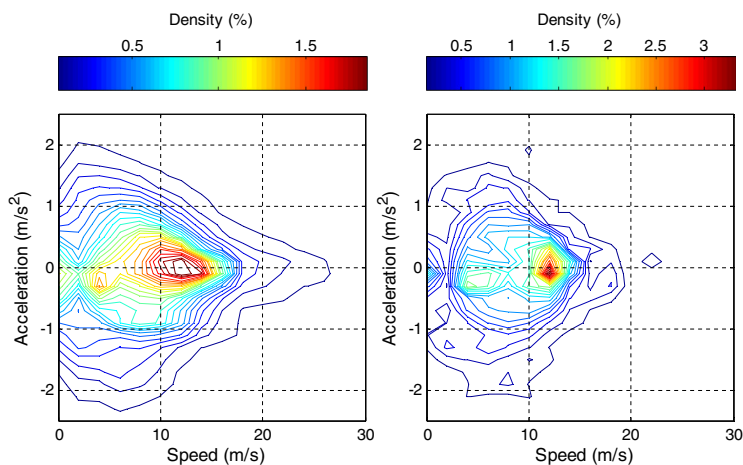 Density (%)
0.5 1 1.5
Acceleration (m/s2)
2
1
0
-1
-2
0 10 20 30
Speed (m/s)
Density (%)
0.5 1 1.5 2 2.5 3
Acceleration (m/s2)
2
1
0
-1
-2
0 10 20 30
Speed (m/s)